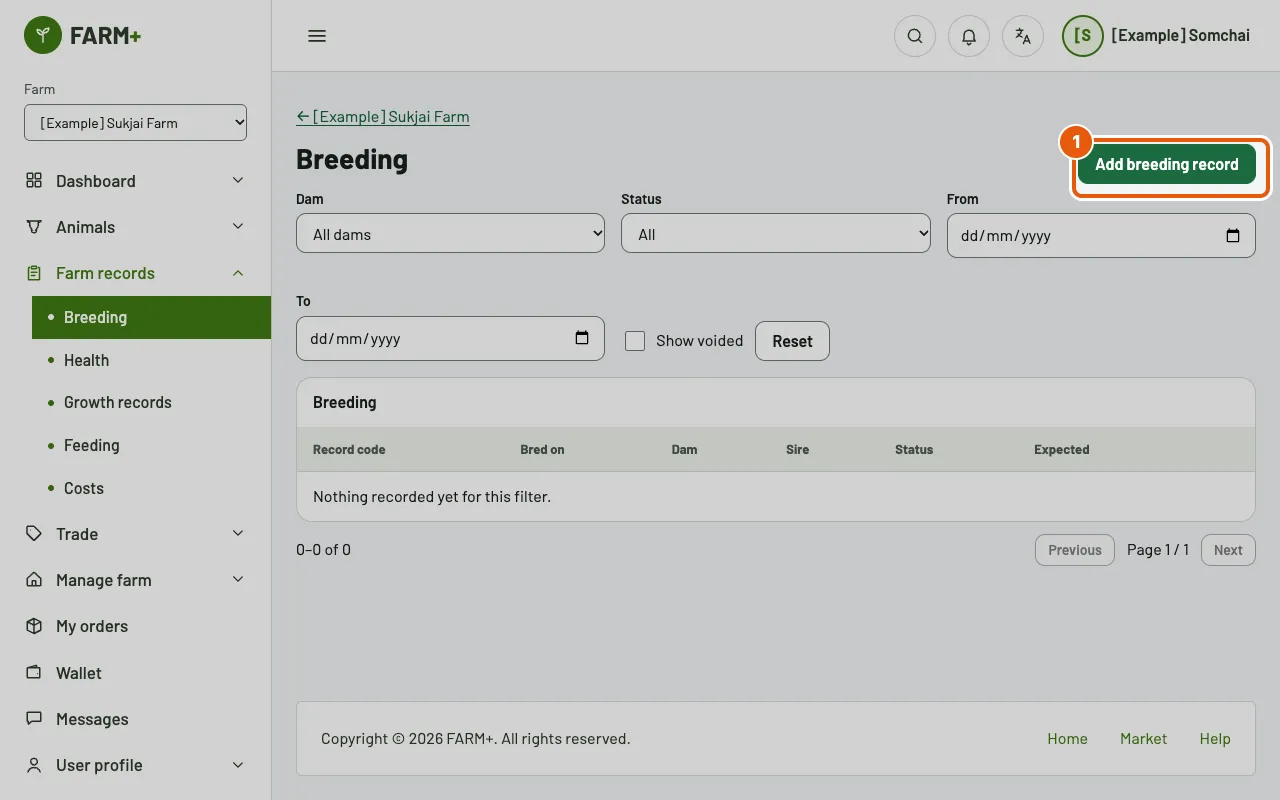 FARM+
Farm
[Example] Sukjai Farm
Dashboard
Animals
Farm records
Breeding
Health
Growth records
Feeding
Costs
Trade
Manage farm
My orders
Wallet
Messages
User profile
[S
[Example] Somchai
← [Example] Sukjai Farm
Breeding
1
Add breeding record
Dam
Status
From
All dams
All
dd/mm/yyyy
To
dd/mm/yyyy
Show voided
Reset
Breeding
Record code Bred on Dam Sire Status Expected
Nothing recorded yet for this filter.
0–0 of 0
Previous
Page 1 / 1
Next
Copyright © 2026 FARM+. All rights reserved.
Home
Market
Help